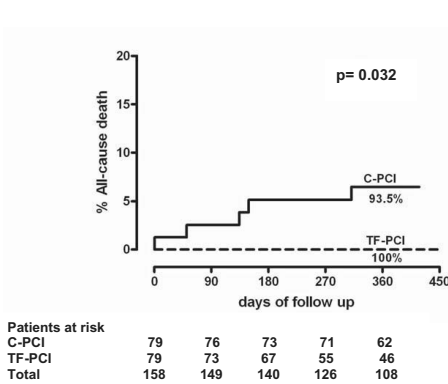 20
p= 0.032
15
% All-cause death
10
C-PCI
5
93.5%
TF-PCI
0
100%
0 90 180 270 360 450
days of follow up
Patients at risk
C-PCI 79 76 73 71 62
TF-PCI 79 73 67 55 46
Total 158 149 140 126 108